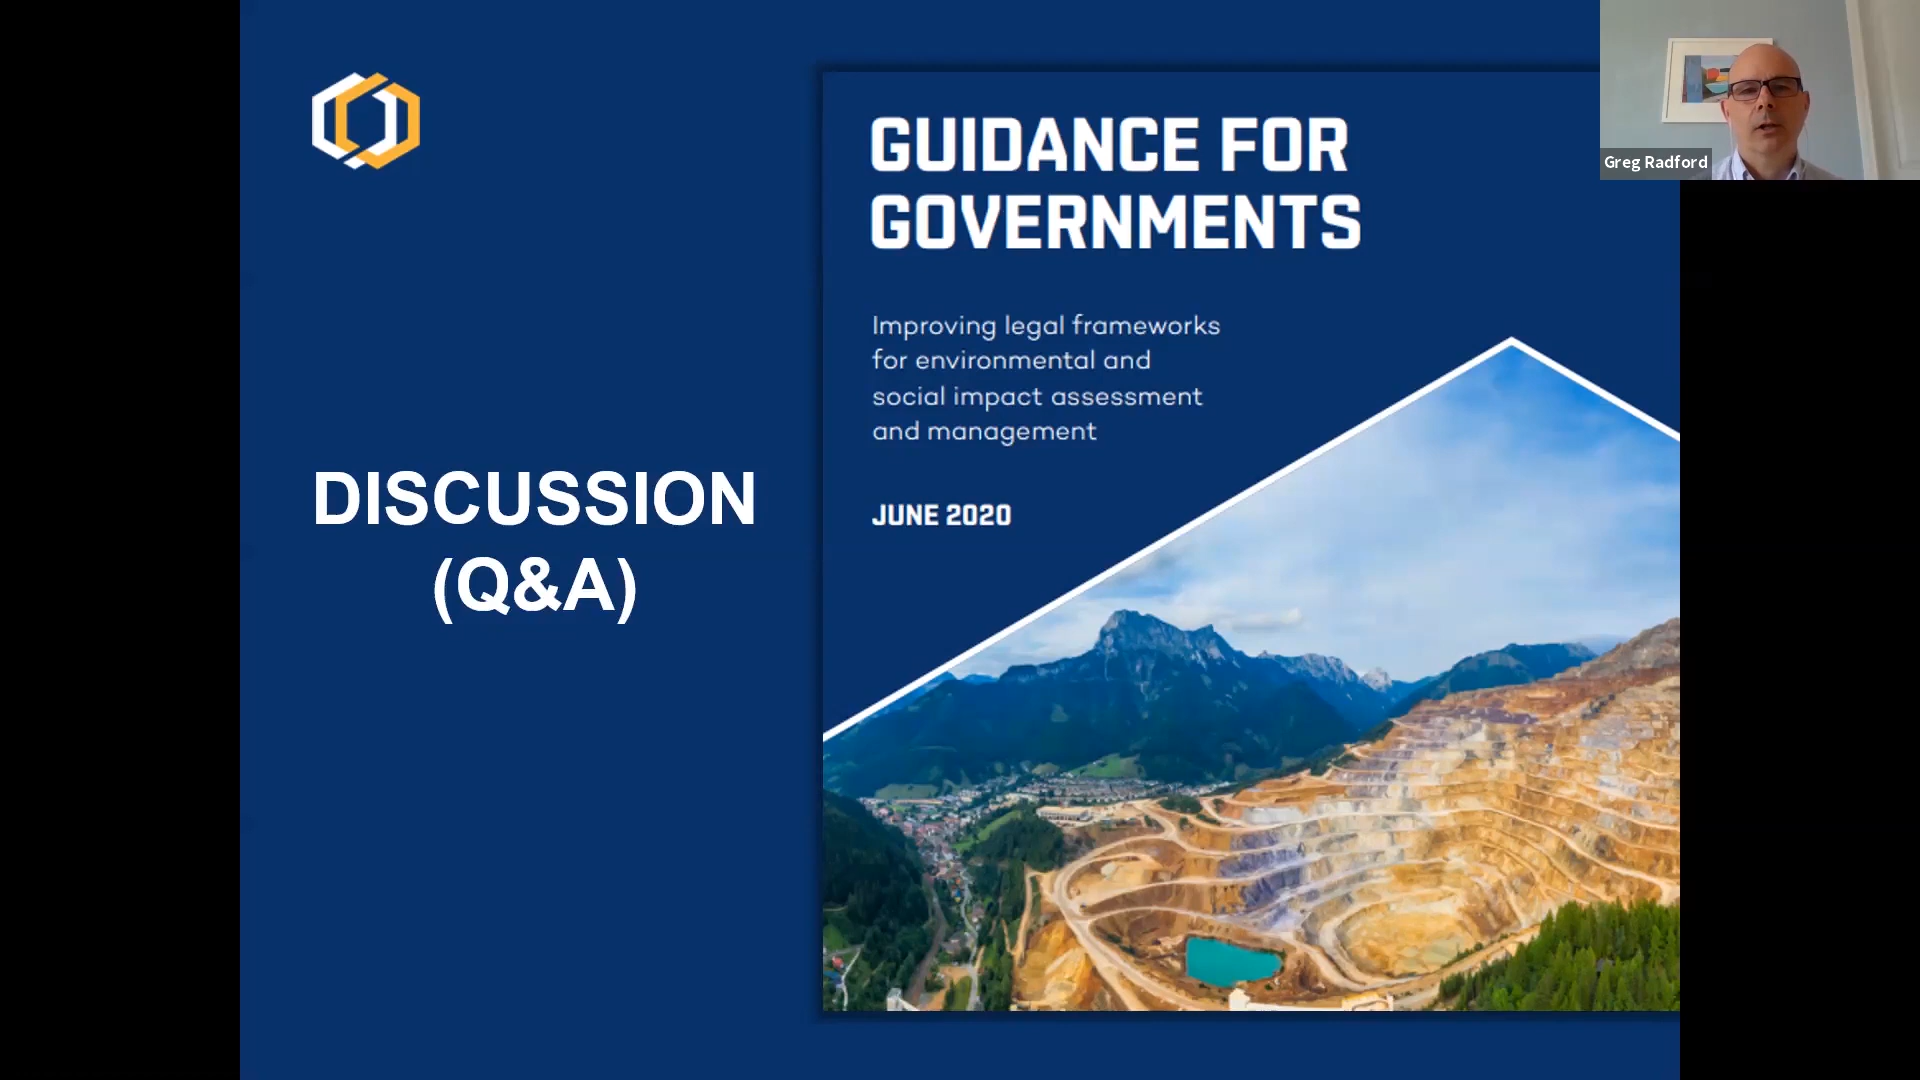 DISCUSSION
(Q&A)
GUIDANCE FOR
GOVERNMENTS
Improving legal frameworks
for environmental and
social impact assessment
and management
JUNE 2020
Greg Radford